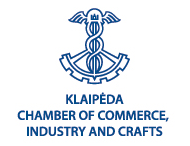 KLAIPĖDA
CHAMBER OF COMMERCE,
INDUSTRY AND CRAFTS